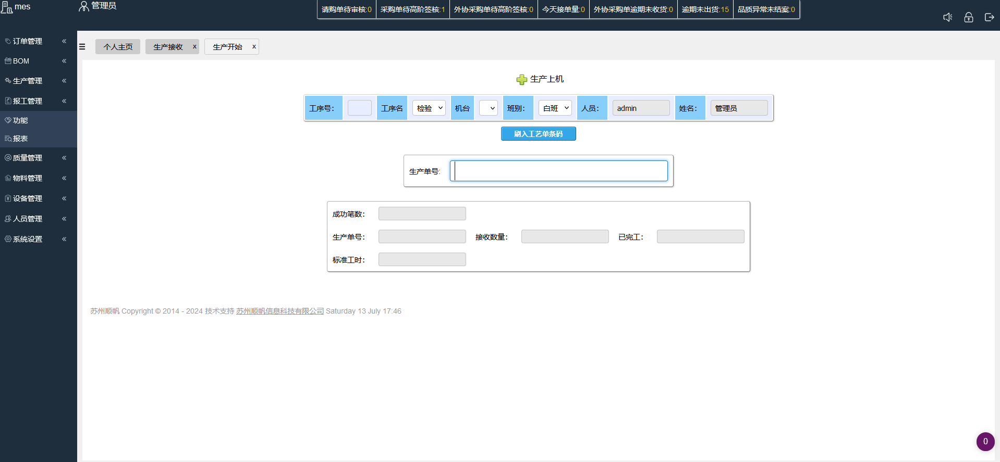 mes
管理员
请购单待审核:0 采购单待高阶签核:1 外协采购单待高阶签核:0 今天接单量:0 外协采购单逾期未收货:0 逾期未出货:15 品质异常未结案:0
订单管理
BOM
生产管理
报工管理
功能
报表
质量管理
物料管理
设备管理
人员管理
系统设置
个人主页 生产接收 x 生产开始 x
生产上机
工序号: 工序名 检验 机台 班别: 白班 人员: admin 姓名: 管理员
刷入工艺单条码
生产单号:
成功笔数:
生产单号: 接收数量: 已完工:
标准工时:
苏州顺帆 Copyright © 2014 - 2024 技术支持 苏州顺帆信息科技有限公司 Saturday 13 July 17:46
0